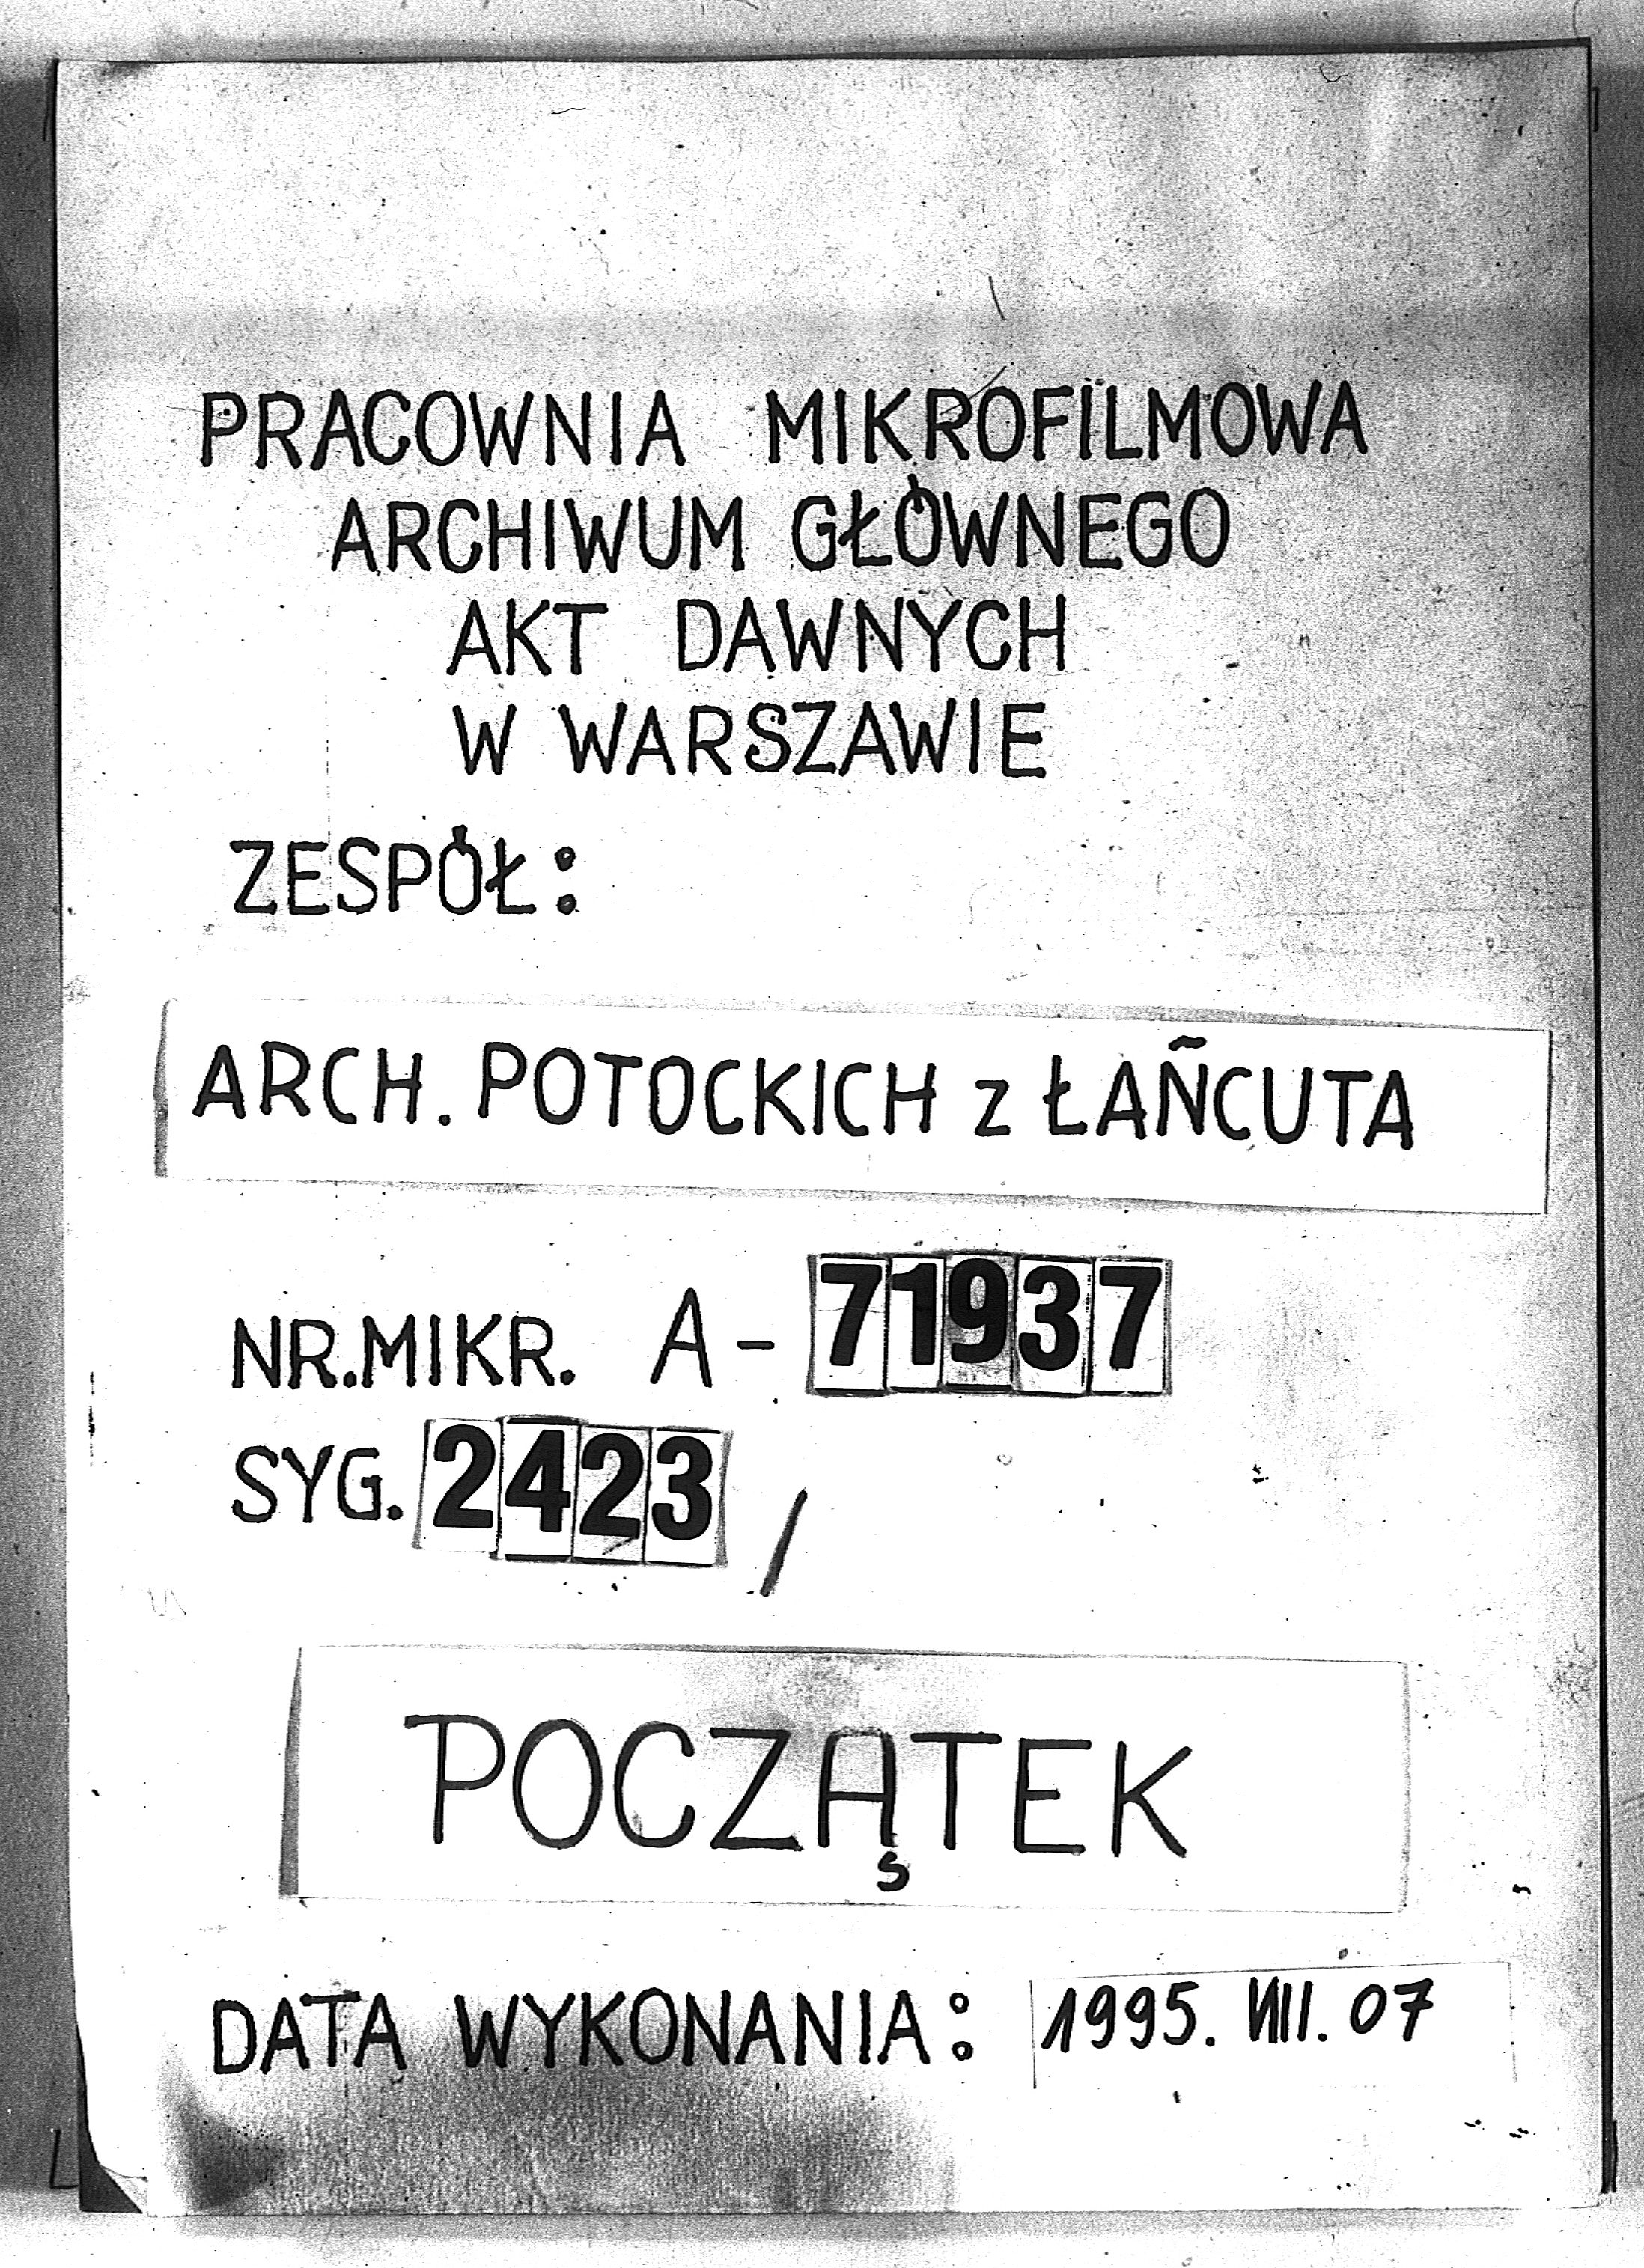 PRACOWNIA MIKROFILMOWA
ARCHIWUM GŁÓWNEGO
AKT DAWNYCH
W WARSZAWIE
ZESPÓŁ:
ARCH. POTOCKICH z ŁAŃCUTA
NR.MIKR. A-71937
SYG. 2423 /
POCZĄTEK
DATA WYKONANIA: 1995. VIII. 07